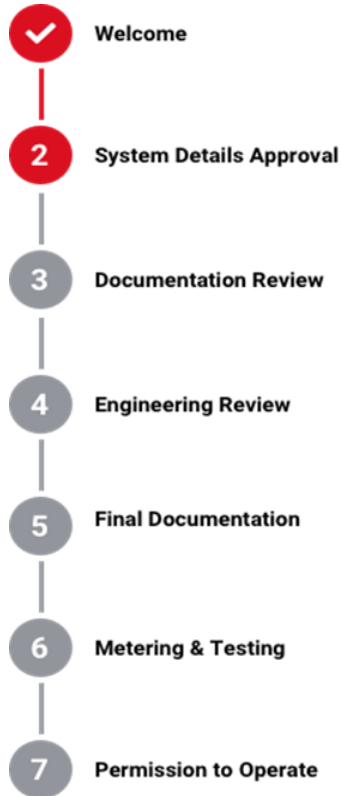 Welcome
2 System Details Approval
3 Documentation Review
4 Engineering Review
5 Final Documentation
6 Metering & Testing
7 Permission to Operate